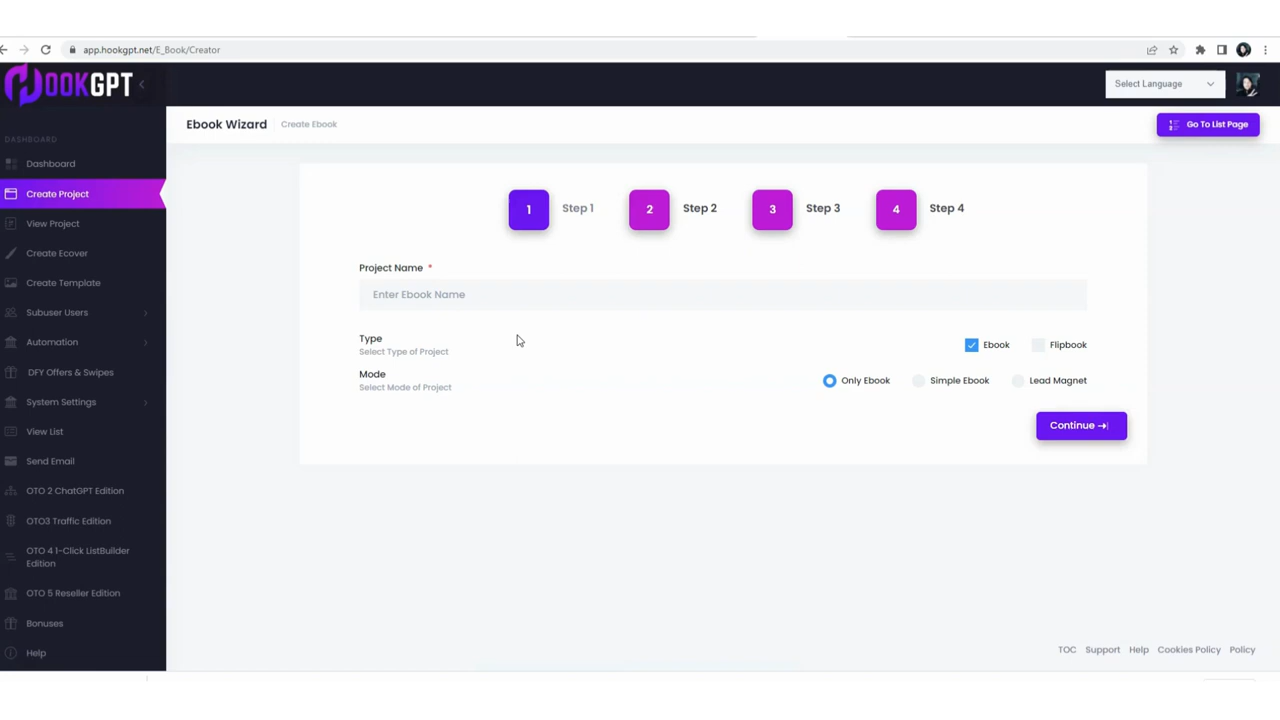 app.hookgpt.net/E_Book/Creator
HOOKGPT
Select Language
Ebook Wizard
Create Ebook
Go To List Page
DASHBOARD
Dashboard
Create Project
View Project
Create Ecover
Create Template
Subuser Users
Automation
DFY Offers & Swipes
System Settings
View List
Send Email
OTO 2 ChatGPT Edition
OTO3 Traffic Edition
OTO 4 1-Click ListBuilder
Edition
OTO 5 Reseller Edition
Bonuses
Help
1 Step 1 2 Step 2 3 Step 3 4 Step 4
Project Name *
Enter Ebook Name
Type
Select Type of Project
Ebook Flipbook
Mode
Select Mode of Project
Only Ebook Simple Ebook Lead Magnet
Continue
TOC Support Help Cookies Policy Policy